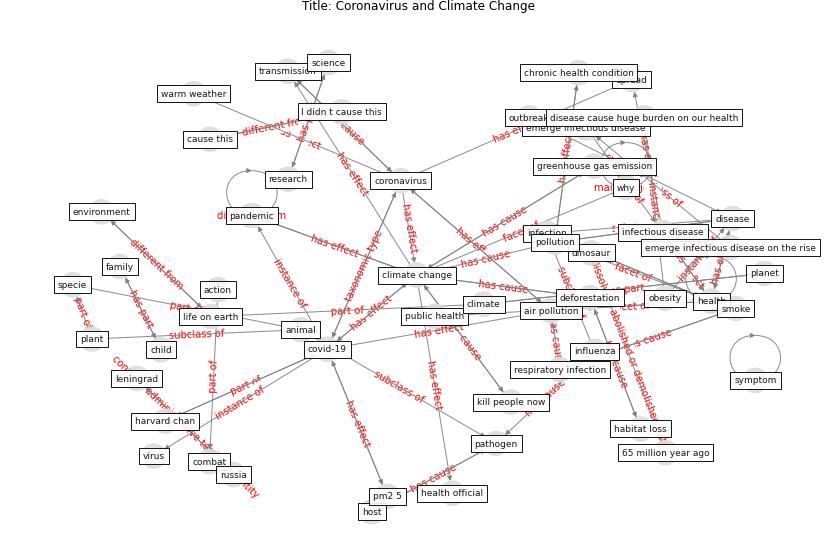 Title: Coronavirus and Climate Change
science
transmission
chronic health condition
warm weather
I didn t cause this
outbreak
disease cause huge burden on our health
emerge infectious disease
different from
cause this
cause
has effect
greenhouse gas emission
research
coronavirus
why
pandemic
environment
disease
infectious disease
infection
pollution
emerge infectious disease on the rise
dinosaur
has effect
has cause
has effect
different from
family
climate change
has cause
planet
specie
action
instance of
taxonomic type
has cause
facet of
deforestation
obesity
health
climate
smoke
part of
life on earth
part of
public health
air pollution
has part
plant
subclass of
animal
has effect
has effect
child
covid-19
influenza
has cause
leningrad
part of
respiratory infection
part of
instance of
subclass of
has effect
kill people now
abolished or demolished
harvard chan
has effect
habitat loss
symptom
virus
combat
pathogen
65 million year ago
russia
has cause
pm2 5
health official
host